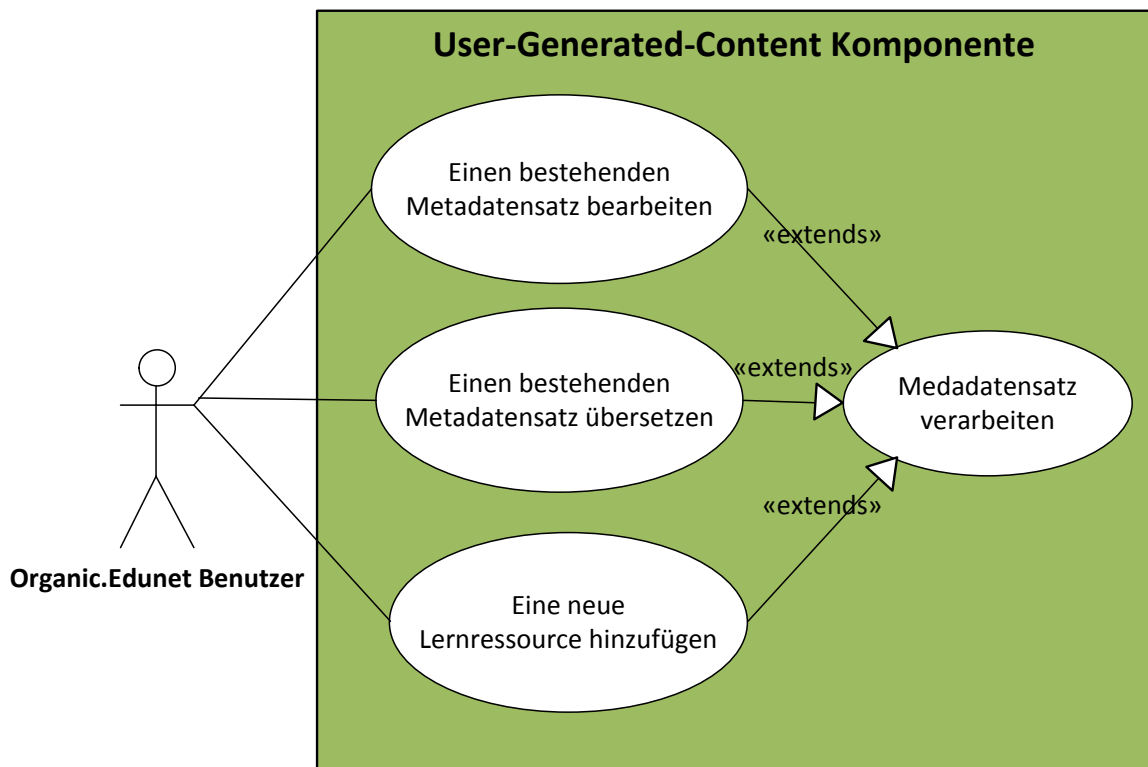 User-Generated-Content Komponente
Einen bestehenden
Metadatensatz bearbeiten
«extends»
Einen bestehenden
Metadatensatz übersetzen
«extends»
Medadatensatz
verarbeiten
«extends»
Eine neue
Lernressource hinzufügen
Organic.Edunet Benutzer